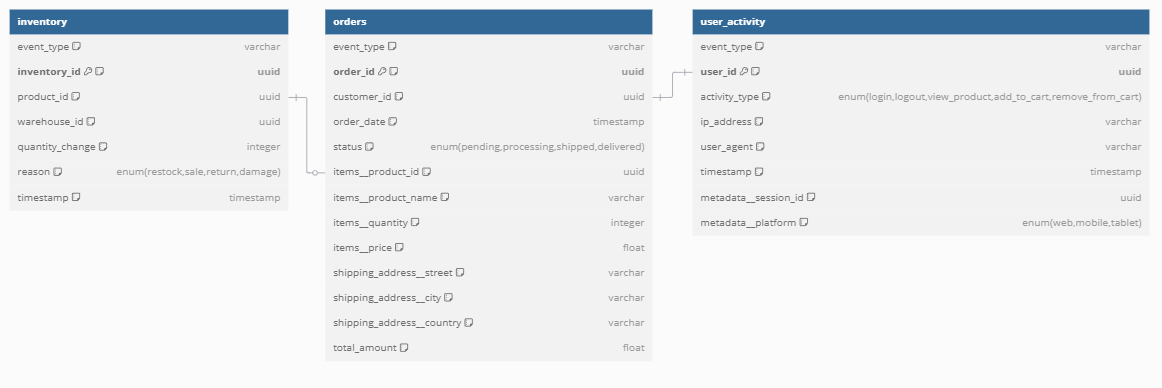 inventory
event_type varchar
inventory_id uuid
product_id uuid
warehouse_id uuid
quantity_change integer
reason enum(restock,sale,return,damage)
timestamp timestamp
orders
event_type varchar
order_id uuid
customer_id uuid
order_date timestamp
status enum(pending,processing,shipped,delivered)
items__product_id uuid
items__product_name varchar
items__quantity integer
items__price float
shipping_address__street varchar
shipping_address__city varchar
shipping_address__country varchar
total_amount float
user_activity
event_type varchar
user_id uuid
activity_type enum(login,logout,view_product,add_to_cart,remove_from_cart)
ip_address varchar
user_agent varchar
timestamp timestamp
metadata__session_id uuid
metadata__platform enum(web,mobile,tablet)